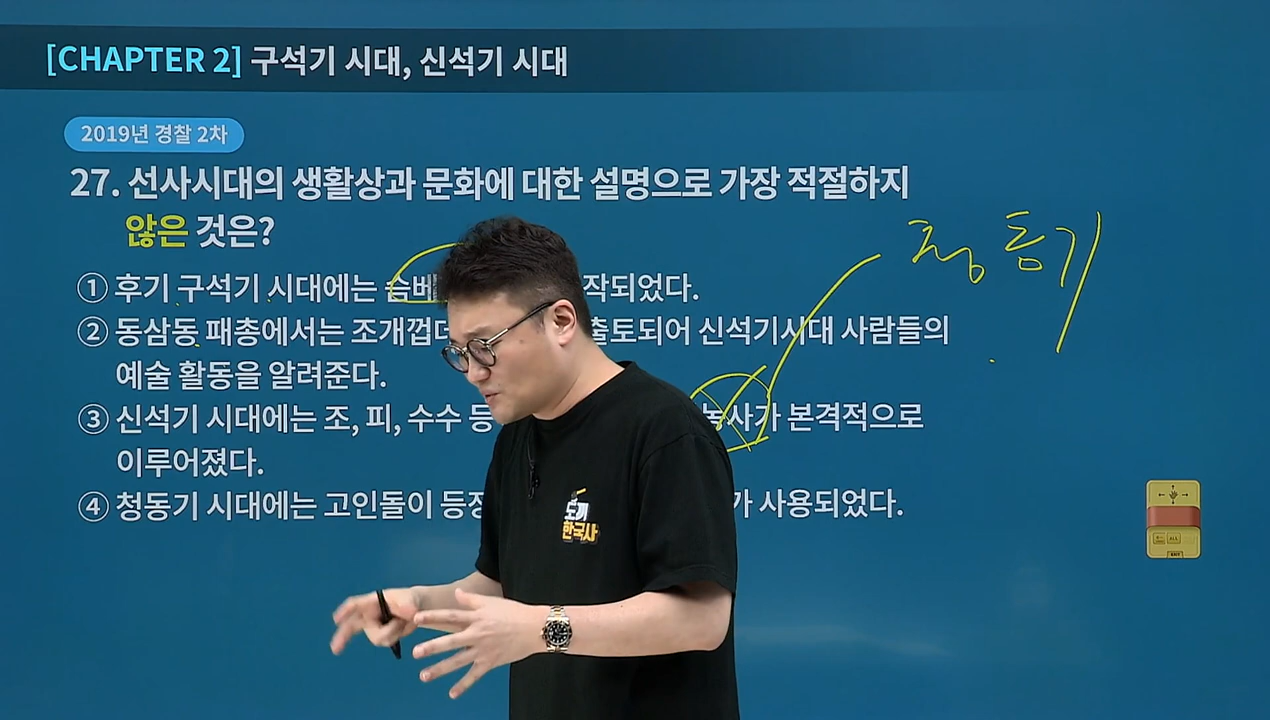 [CHAPTER 2] 구석기 시대, 신석기 시대
2019년 경찰 2차
27. 선사시대의 생활상과 문화에 대한 설명으로 가장 적절하지
않은 것은?
① 후기 구석기 시대에는 슴베 작되었다.
② 동삼동 패총에서는 조개껍데 출토되어 신석기시대 사람들의
예술 활동을 알려준다.
③ 신석기 시대에는 조, 피, 수수 등 농사가 본격적으로
이루어졌다.
④ 청동기 시대에는 고인돌이 등장 가 사용되었다.
청동기
도끼
한국사
ALL
EXIT